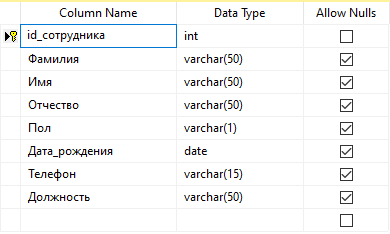 Column Name Data Type Allow Nulls
id_сотрудника int
Фамилия varchar(50)
Имя varchar(50)
Отчество varchar(50)
Пол varchar(1)
Дата_рождения date
Телефон varchar(15)
Должность varchar(50)